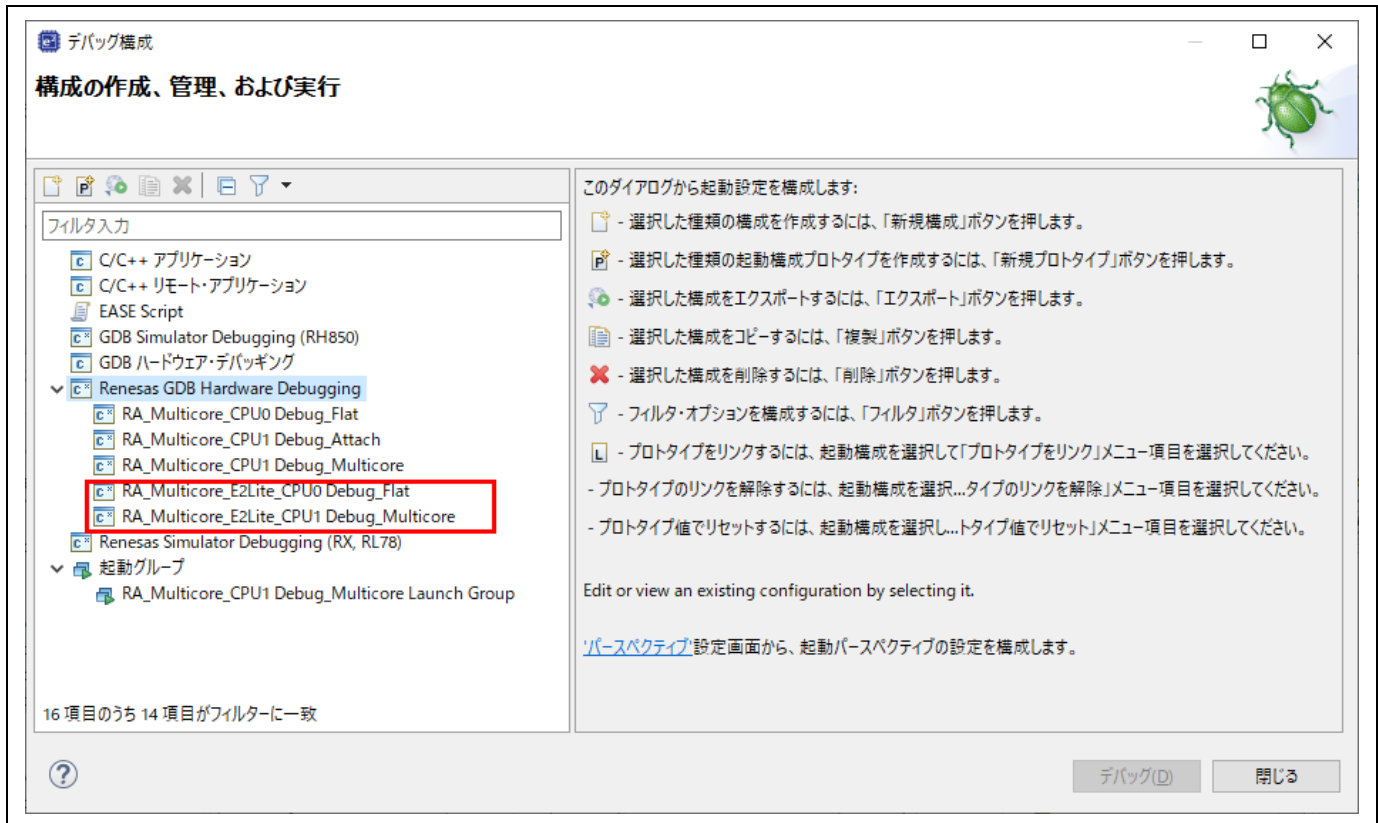 デバッグ構成
構成の作成、管理、および実行
フィルタ入力
C/C++ アプリケーション
C/C++ リモート・アプリケーション
EASE Script
GDB Simulator Debugging (RH850)
GDB ハードウェア・デバッギング
Renesas GDB Hardware Debugging
RA_Multicore_CPU0 Debug_Flat
RA_Multicore_CPU1 Debug_Attach
RA_Multicore_CPU1 Debug_Multicore
RA_Multicore_E2Lite_CPU0 Debug_Flat
RA_Multicore_E2Lite_CPU1 Debug_Multicore
Renesas Simulator Debugging (RX, RL78)
起動グループ
RA_Multicore_CPU1 Debug_Multicore Launch Group
16 項目のうち 14 項目がフィルターに一致
このダイアログから起動設定を構成します:
- 選択した種類の構成を作成するには、「新規構成」ボタンを押します。
- 選択した種類の起動構成プロトタイプを作成するには、「新規プロトタイプ」ボタンを押します。
- 選択した構成をエクスポートするには、「エクスポート」ボタンを押します。
- 選択した構成をコピーするには、「複製」ボタンを押します。
- 選択した構成を削除するには、「削除」ボタンを押します。
- フィルタ・オプションを構成するには、「フィルタ」ボタンを押します。
- プロトタイプをリンクするには、起動構成を選択して「プロトタイプをリンク」メニュー項目を選択してください。
- プロトタイプのリンクを解除するには、起動構成を選択...タイプのリンクを解除」メニュー項目を選択してください。
- プロトタイプ値でリセットするには、起動構成を選択し...トタイプ値でリセット」メニュー項目を選択してください。
Edit or view an existing configuration by selecting it.
'パースペクティブ'設定画面から、起動パースペクティブの設定を構成します。
デバッグ(D)
閉じる